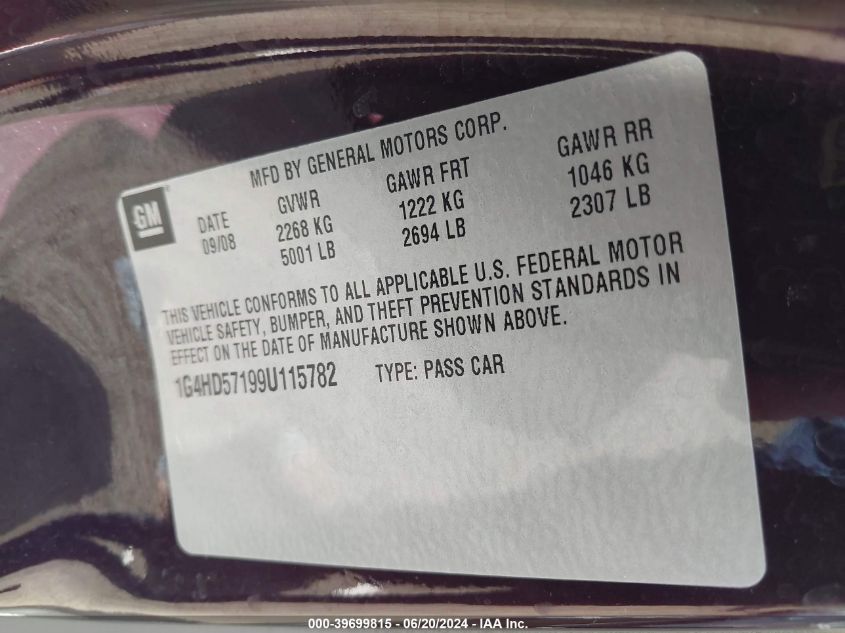 MFD BY GENERAL MOTORS CORP.
GM
DATE GVWR GAWR FRT GAWR RR
09/08 2268 KG 1222 KG 1046 KG
5001 LB 2694 LB 2307 LB
THIS VEHICLE CONFORMS TO ALL APPLICABLE U.S. FEDERAL MOTOR
VEHICLE SAFETY, BUMPER, AND THEFT PREVENTION STANDARDS IN
EFFECT ON THE DATE OF MANUFACTURE SHOWN ABOVE.
1G4HD57199U115782 TYPE: PASS CAR
000-39699815 - 06/20/2024 - IAA Inc.